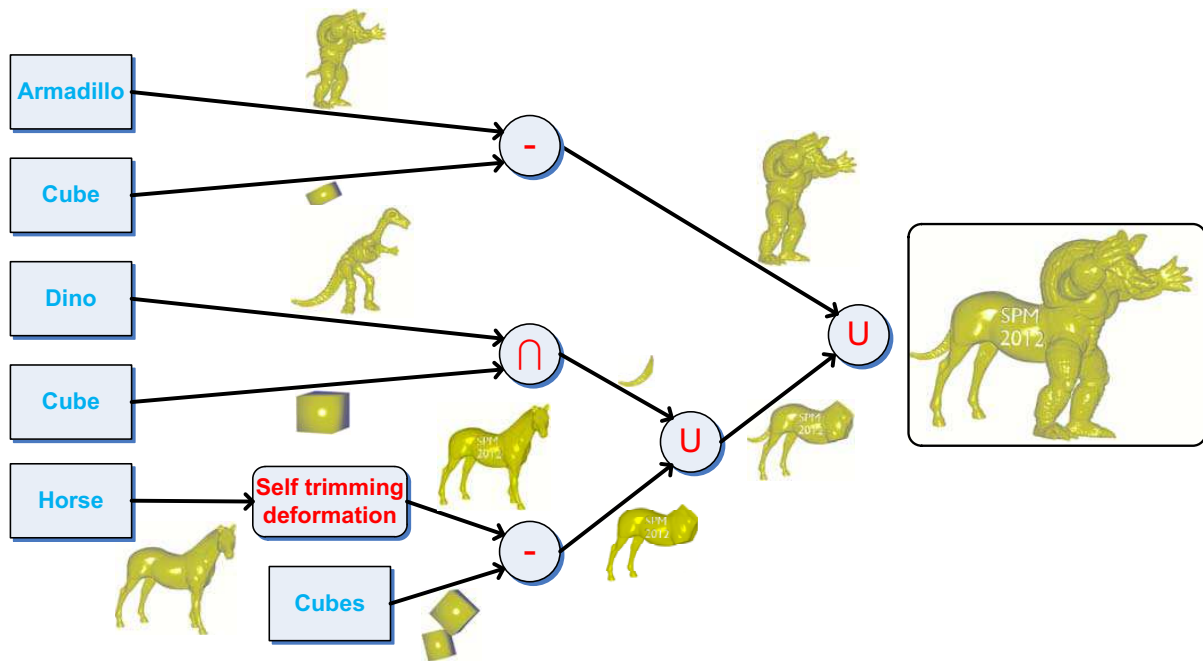 Armadillo
-
Cube
Dino
∩
Cube
∪
∪
SPM
2012
SPM
2012
SPM
2012
Horse
Self trimming
deformation
SPM
2012
-
Cubes